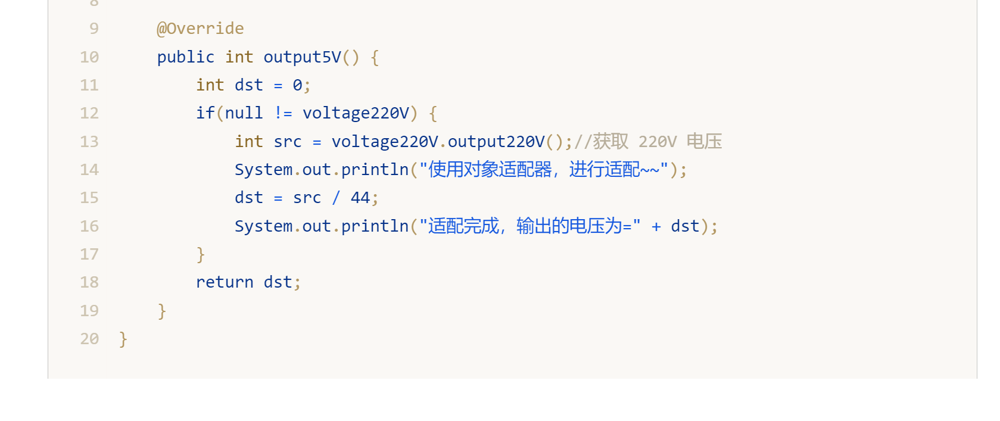 8
9 @Override
10 public int output5V() {
11 int dst = 0;
12 if(null != voltage220V) {
13 int src = voltage220V.output220V();//获取 220V 电压
14 System.out.println("使用对象适配器，进行适配~~");
15 dst = src / 44;
16 System.out.println("适配完成，输出的电压为=" + dst);
17 }
18 return dst;
19 }
20 }